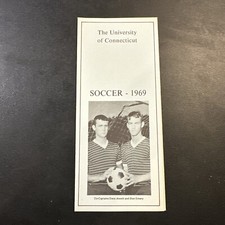 The University
of Connecticut
SOCCER - 1969